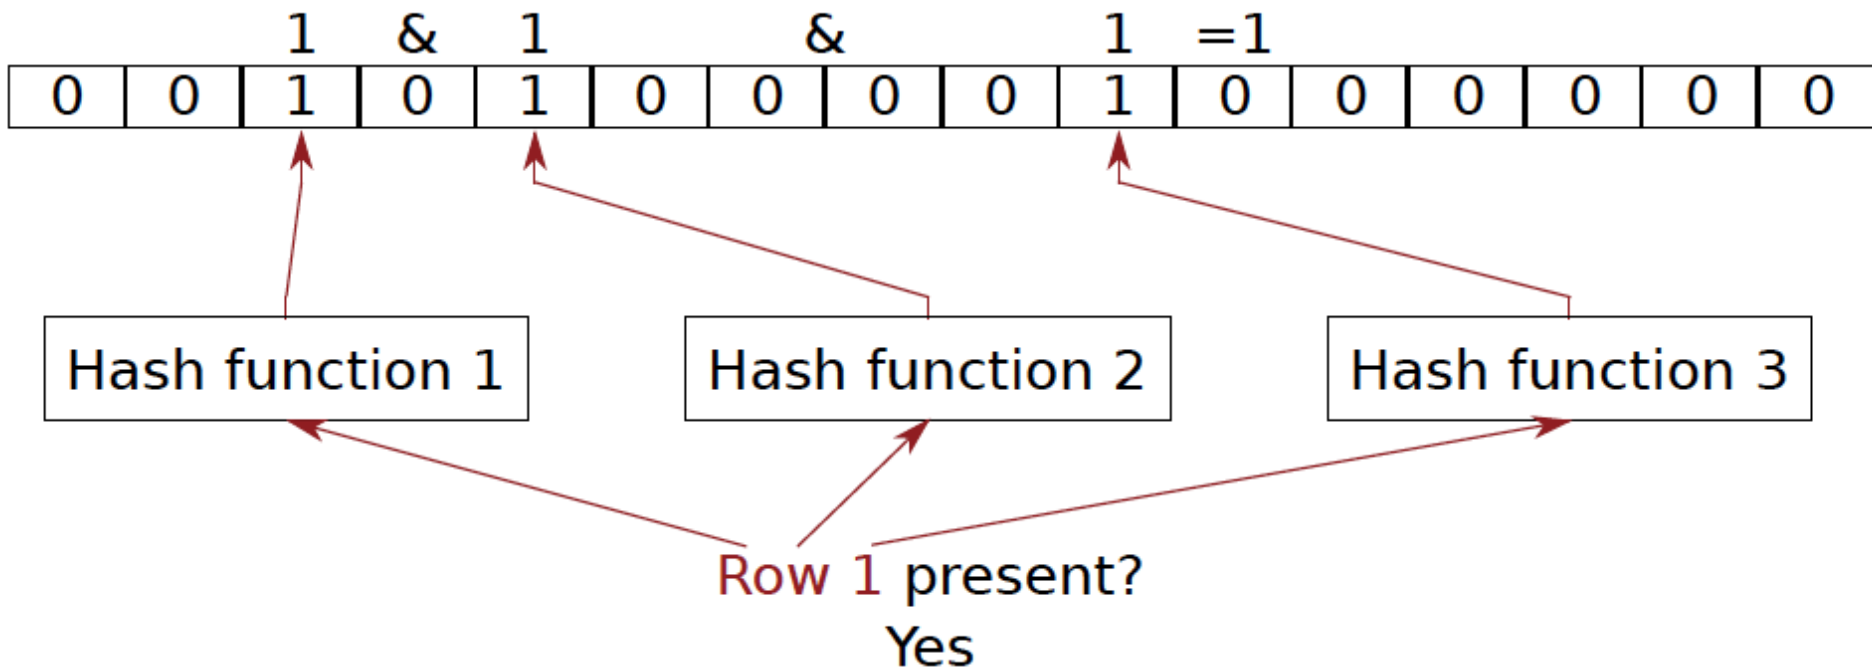 1 & 1 & 1 =1
0 0 1 0 1 0 0 0 0 1 0 0 0 0 0 0
Hash function 1 Hash function 2 Hash function 3
Row 1 present?
Yes